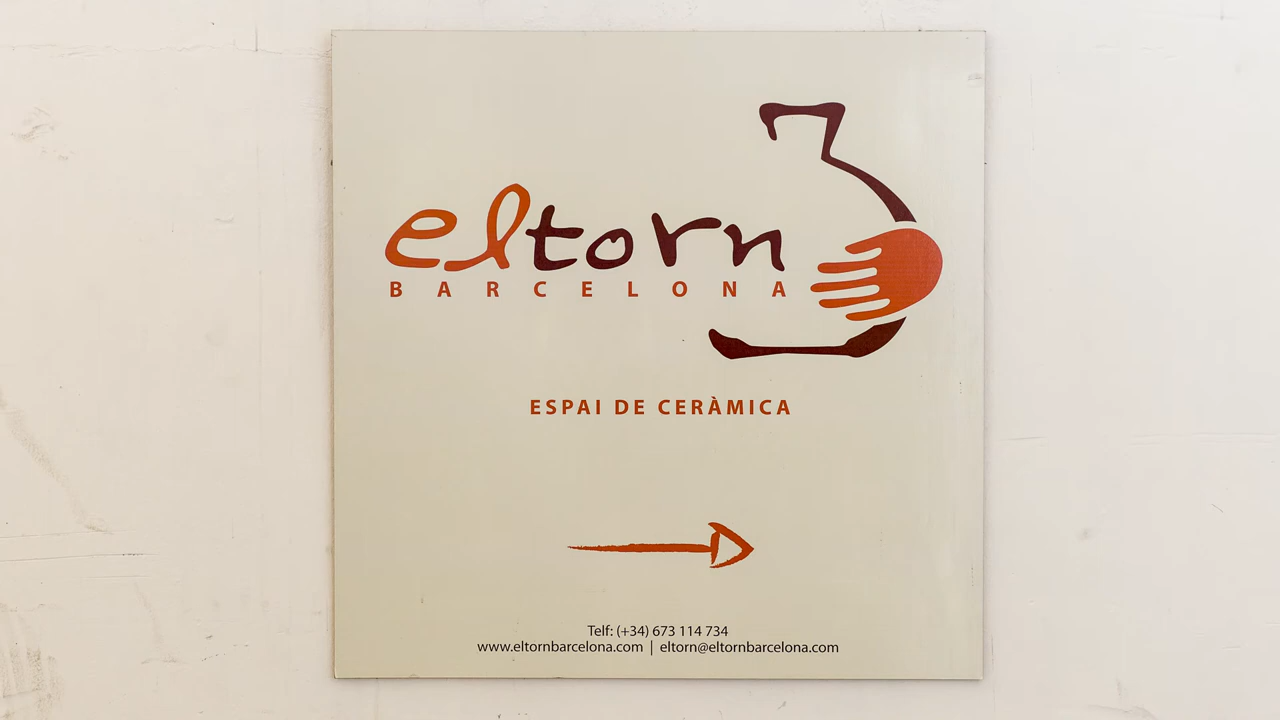 eltorn
BARCELONA
ESPAI DE CERÀMICA
Telf: (+34) 673 114 734
www.eltornbarcelona.com | eltorn@eltornbarcelona.com